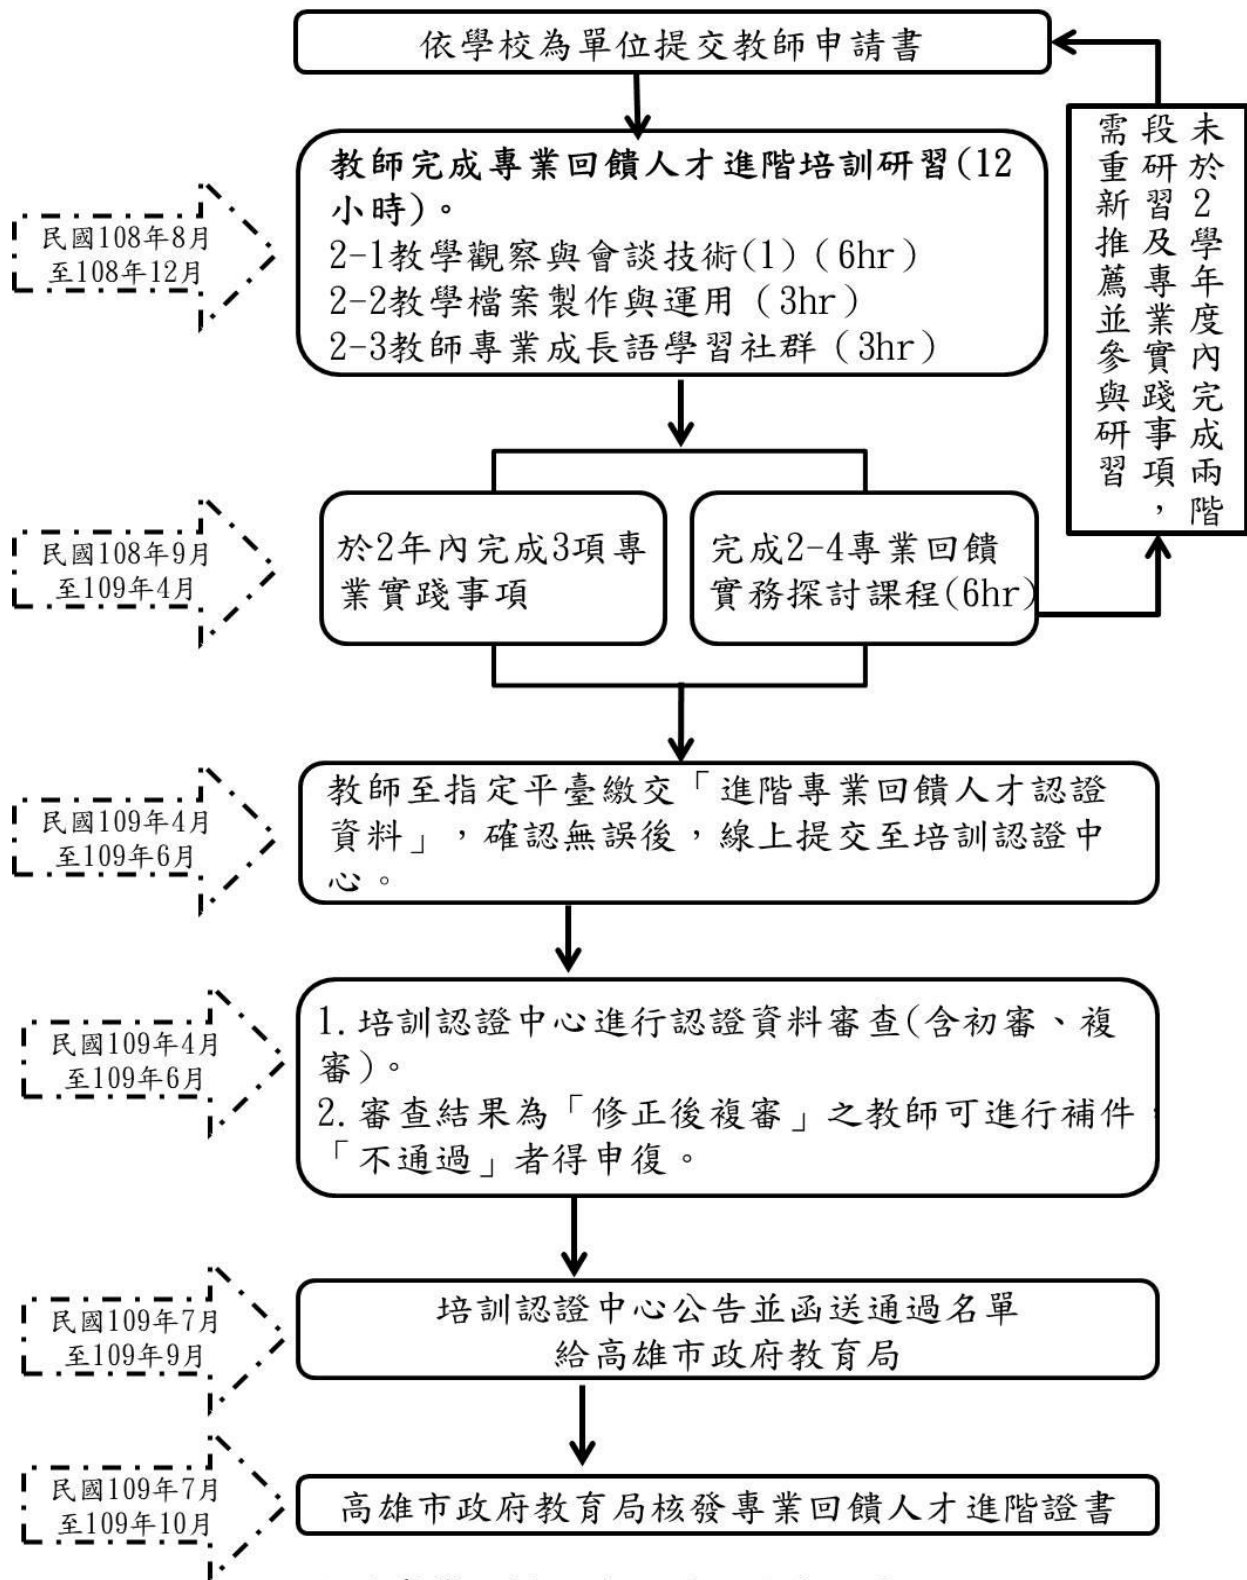 依學校為單位提交教師申請書
教師完成專業回饋人才進階培訓研習(12
小時)。
2-1教學觀察與會談技術(1)（6hr）
2-2教學檔案製作與運用（3hr）
2-3教師專業成長語學習社群（3hr）
民國108年8月
至108年12月
未於2學年度內完成兩階
段研習及專業實踐事項，
需重新推薦並參與研習
民國108年9月
至109年4月
於2年內完成3項專
業實踐事項
完成2-4專業回饋
實務探討課程(6hr)
民國109年4月
至109年6月
教師至指定平臺繳交「進階專業回饋人才認證
資料」，確認無誤後，線上提交至培訓認證中
心。
民國109年4月
至109年6月
1.培訓認證中心進行認證資料審查(含初審、複
審)。
2.審查結果為「修正後複審」之教師可進行補件，
「不通過」者得申復。
民國109年7月
至109年9月
培訓認證中心公告並函送通過名單
給高雄市政府教育局
民國109年7月
至109年10月
高雄市政府教育局核發專業回饋人才進階證書